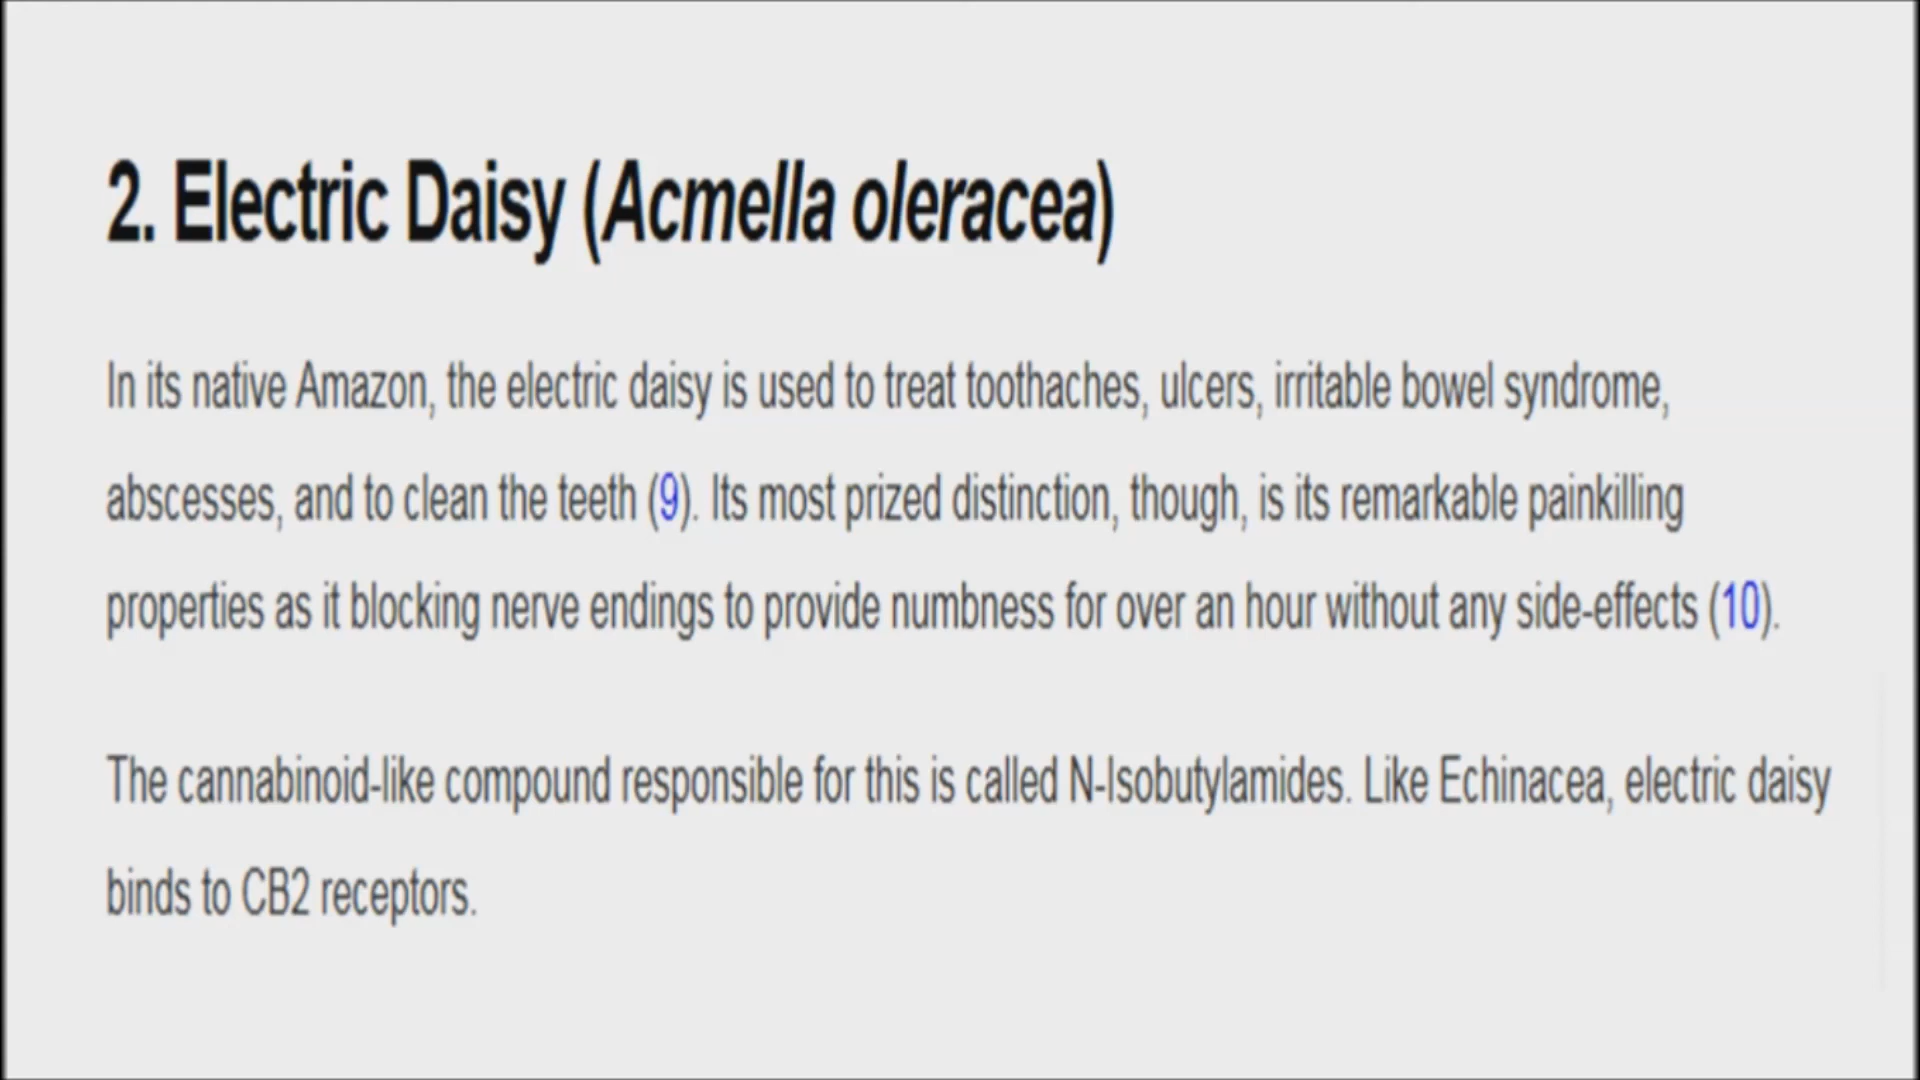 2. Electric Daisy (Acmella oleracea)
In its native Amazon, the electric daisy is used to treat toothaches, ulcers, irritable bowel syndrome,
abscesses, and to clean the teeth (9). Its most prized distinction, though, is its remarkable painkilling
properties as it blocking nerve endings to provide numbness for over an hour without any side-effects (10).
The cannabinoid-like compound responsible for this is called N-Isobutylamides. Like Echinacea, electric daisy
binds to CB2 receptors.